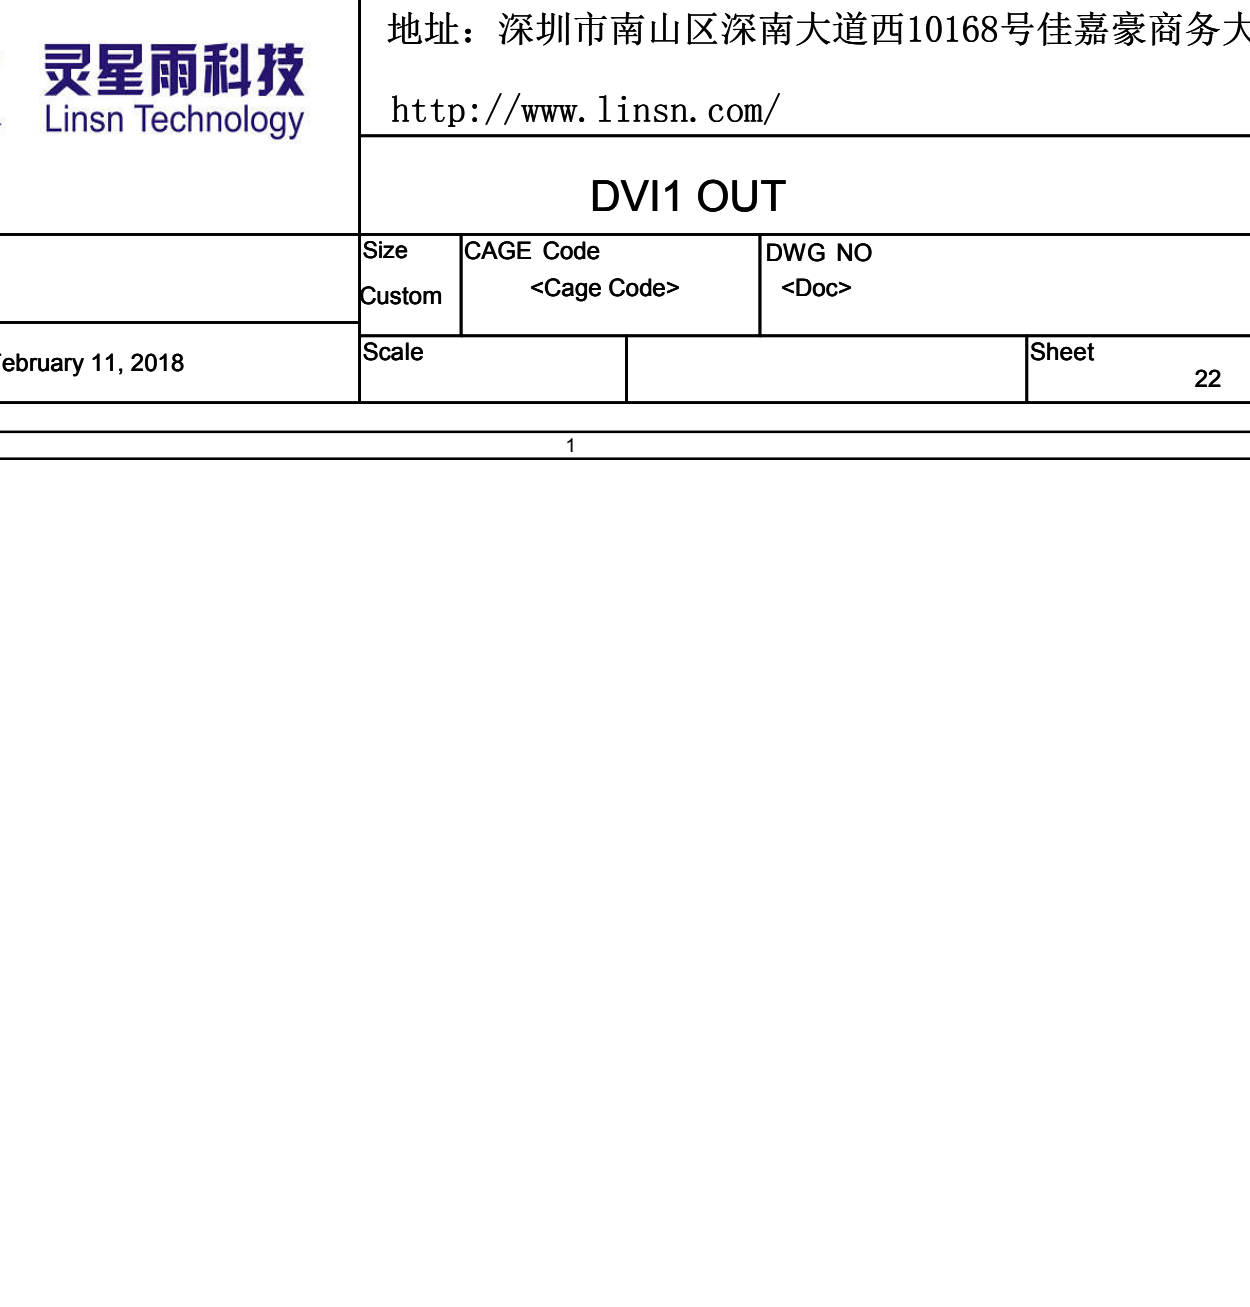 地址：深圳市南山区深南大道西10168号佳嘉豪商务大
灵星雨科技
Linsn Technology
http://www.linsn.com/
DVI1 OUT
Size
CAGE Code
DWG NO
Custom
<Cage Code>
<Doc>
ebruary 11, 2018
Scale
Sheet
22
1